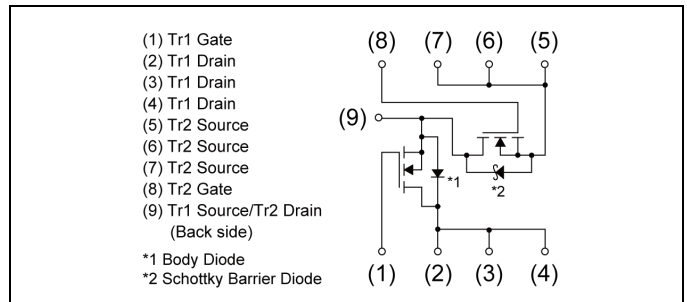 (1) Tr1 Gate
(2) Tr1 Drain
(3) Tr1 Drain
(4) Tr1 Drain
(5) Tr2 Source
(6) Tr2 Source
(7) Tr2 Source
(8) Tr2 Gate
(9) Tr1 Source/Tr2 Drain
(Back side)
*1 Body Diode
*2 Schottky Barrier Diode
(8) (7) (6) (5)
(9)
*1
*2
(1) (2) (3) (4)